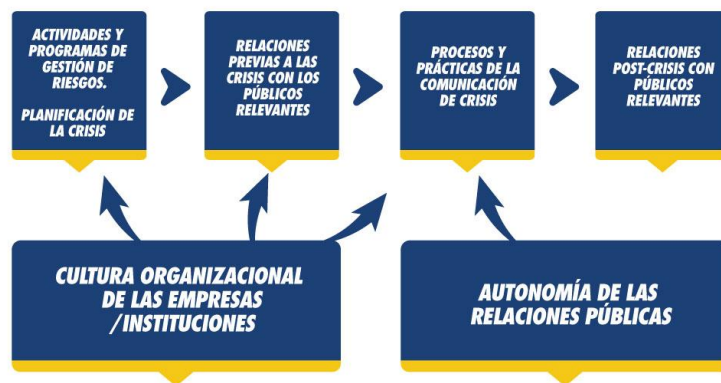 ACTIVIDADES Y
PROGRAMAS DE
GESTIÓN DE
RIESGOS.
PLANIFICACIÓN DE
LA CRISIS
RELACIONES
PREVIAS A LAS
CRISIS CON LOS
PÚBLICOS
RELEVANTES
PROCESOS Y
PRÁCTICAS DE LA
COMUNICACIÓN
DE CRISIS
RELACIONES
POST-CRISIS CON
PÚBLICOS
RELEVANTES
CULTURA ORGANIZACIONAL
DE LAS EMPRESAS
/INSTITUCIONES
AUTONOMÍA DE LAS
RELACIONES PÚBLICAS